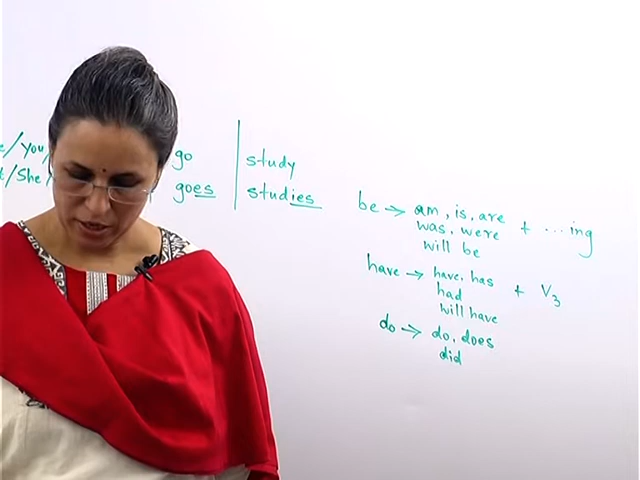 /You/ go | study
/She goes | studies
be → am, is, are + ... ing
was, were
will be
have → have, has + V3
had
will have
do → do, does
did